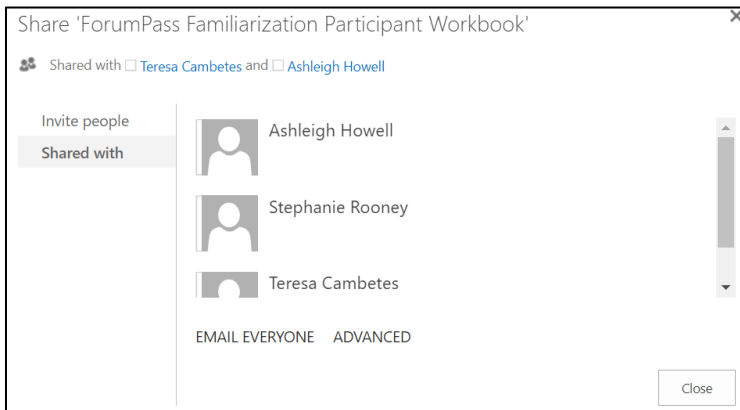 Share 'ForumPass Familiarization Participant Workbook'
Shared with Teresa Cambetes and Ashleigh Howell
Invite people
Shared with
Ashleigh Howell
Stephanie Rooney
Teresa Cambetes
EMAIL EVERYONE ADVANCED
Close